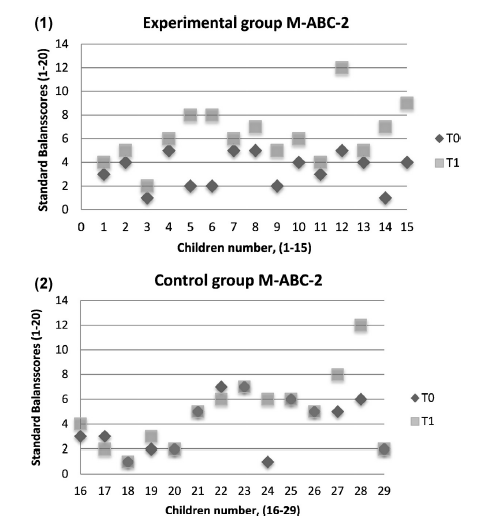 (1) Experimental group M-ABC-2
Standard Balansscores (1-20)
14
12
10
8
6
4
2
0
0 1 2 3 4 5 6 7 8 9 10 11 12 13 14 15
Children number, (1-15)
T0
T1
(2) Control group M-ABC-2
Standard Balansscores (1-20)
14
12
10
8
6
4
2
0
16 17 18 19 20 21 22 23 24 25 26 27 28 29
Children number, (16-29)
T0
T1